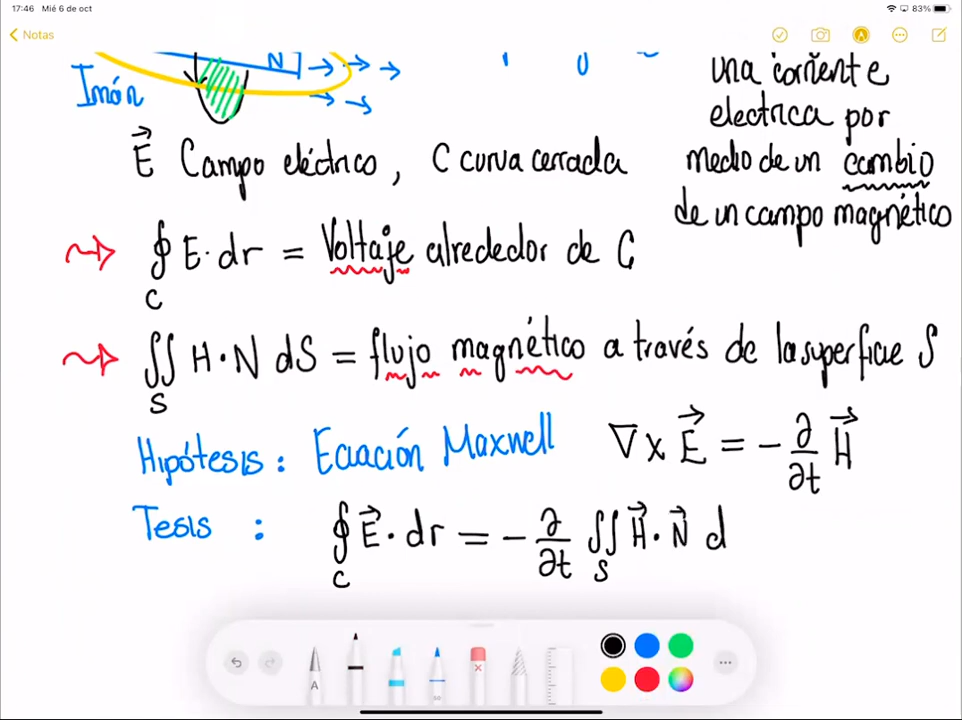 17:46 Mié 6 de oct
83%
Notas
N
Imán
una corriente
electrica por
medio de un cambio
de un campo magnético
E⃗ Campo eléctrico, C curva cerrada
∮_C E·dr = Voltaje alrededor de C
∬_S H·N dS = flujo magnético a través de la superficie S
Hipótesis: Ecuación Maxwell ∇x E⃗ = - ∂/∂t H⃗
Tesis : ∮_C E⃗·dr = - ∂/∂t ∬_S H⃗·N⃗ d
A